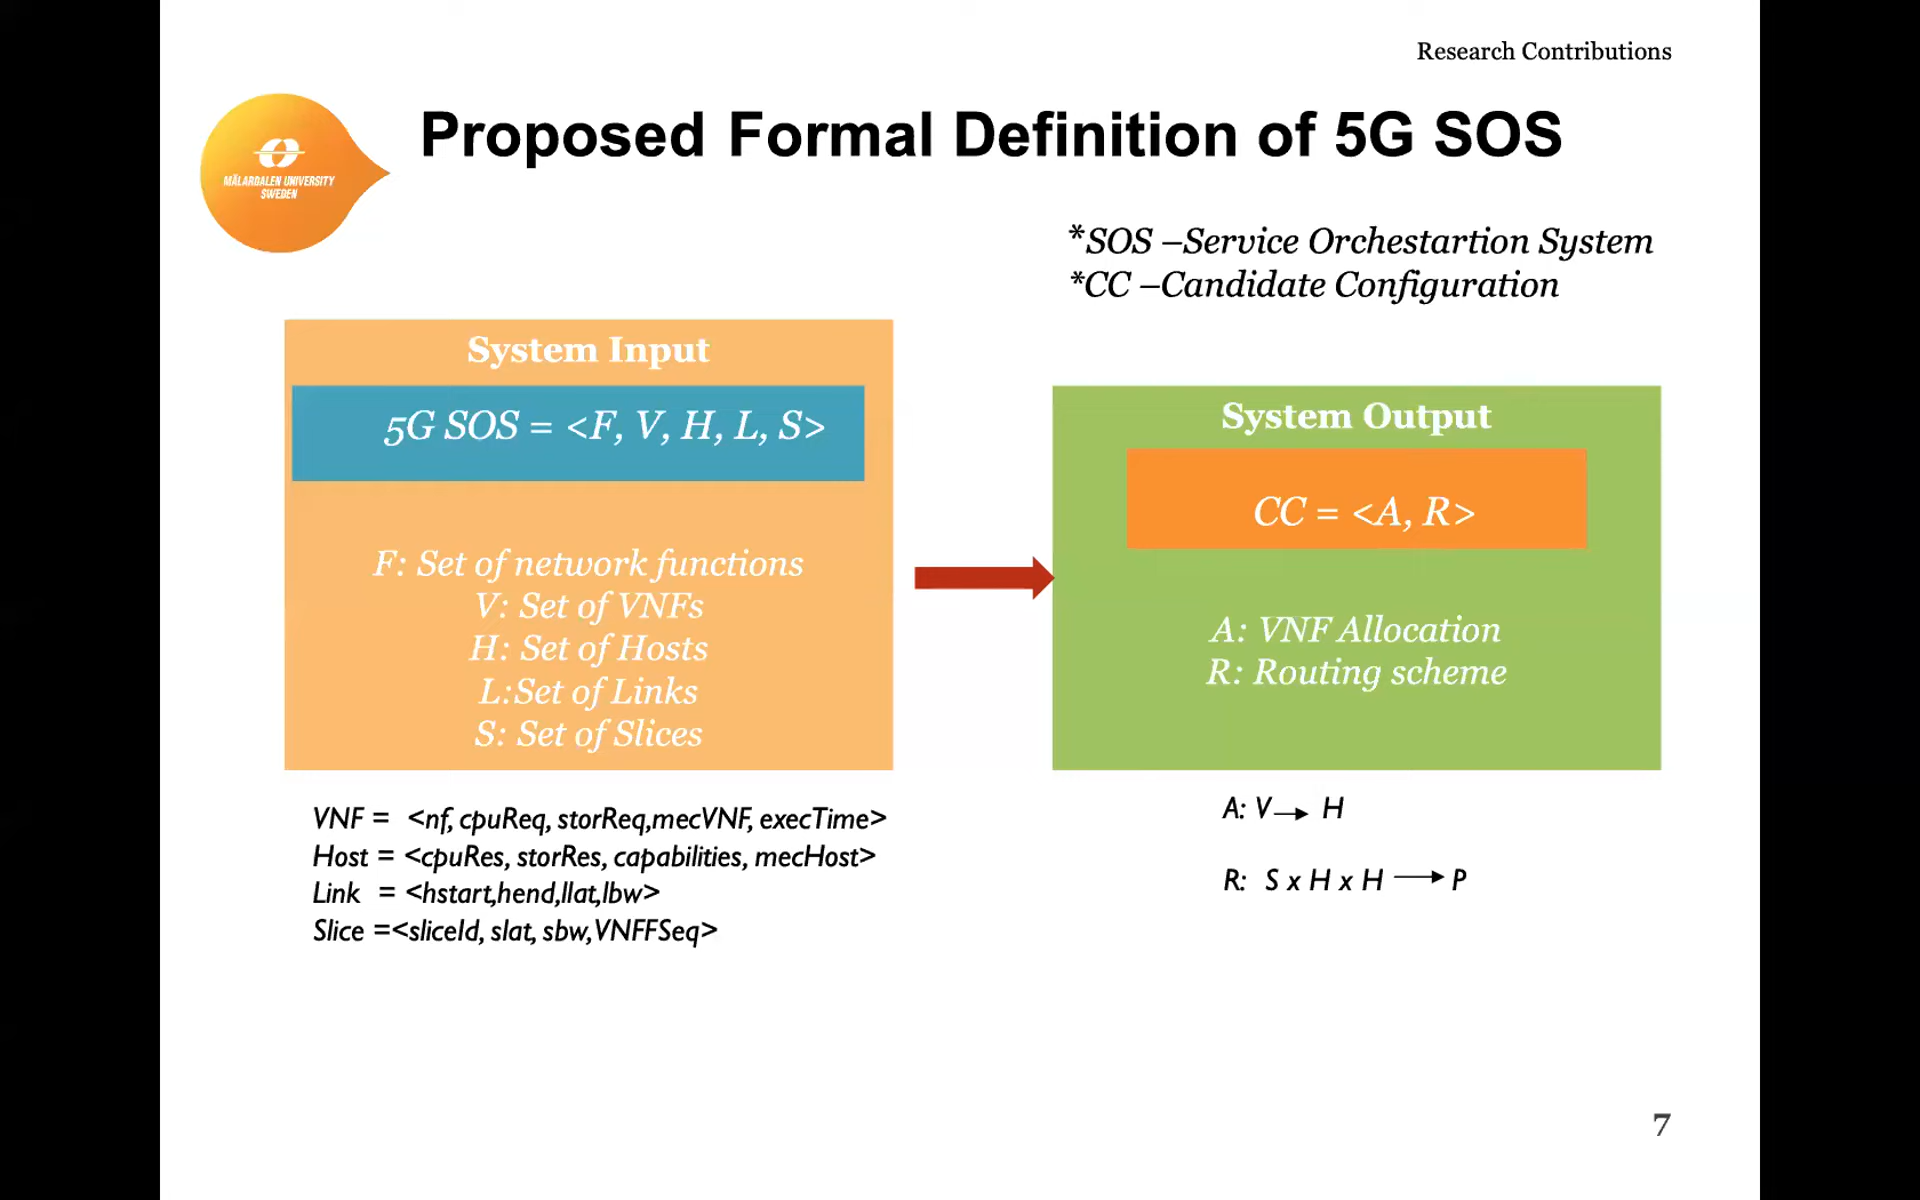 Research Contributions
Proposed Formal Definition of 5G SOS
MÄLARDALEN UNIVERSITY
SWEDEN
*SOS –Service Orchestartion System
*CC –Candidate Configuration
System Input
5G SOS = <F, V, H, L, S>
F: Set of network functions
V: Set of VNFs
H: Set of Hosts
L:Set of Links
S: Set of Slices
System Output
CC = <A, R>
A: VNF Allocation
R: Routing scheme
VNF = <nf, cpuReq, storReq,mecVNF, execTime>
Host = <cpuRes, storRes, capabilities, mecHost>
Link = <hstart,hend,llat,lbw>
Slice =<sliceId, slat, sbw,VNFFSeq>
A: V → H
R: S x H x H → P
7